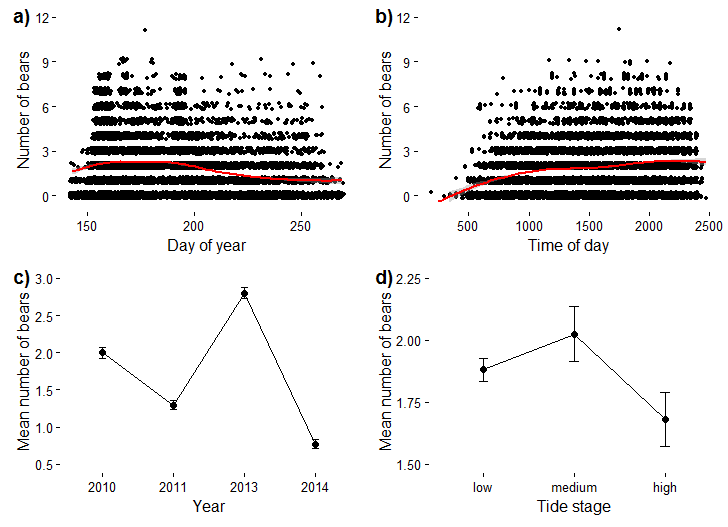 a)
Number of bears
12
9
6
3
0
150
200
250
Day of year
b)
Number of bears
12
9
6
3
0
500
1000
1500
2000
2500
Time of day
c)
Mean number of bears
3.0
2.5
2.0
1.5
1.0
0.5
2010
2011
2013
2014
Year
d)
Mean number of bears
2.25
2.00
1.75
1.50
low
medium
high
Tide stage